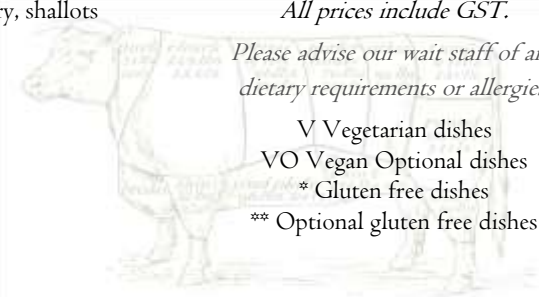 ry, shallots
All prices include GST.
Please advise our wait staff of an
dietary requirements or allergies
V Vegetarian dishes
VO Vegan Optional dishes
* Gluten free dishes
** Optional gluten free dishes